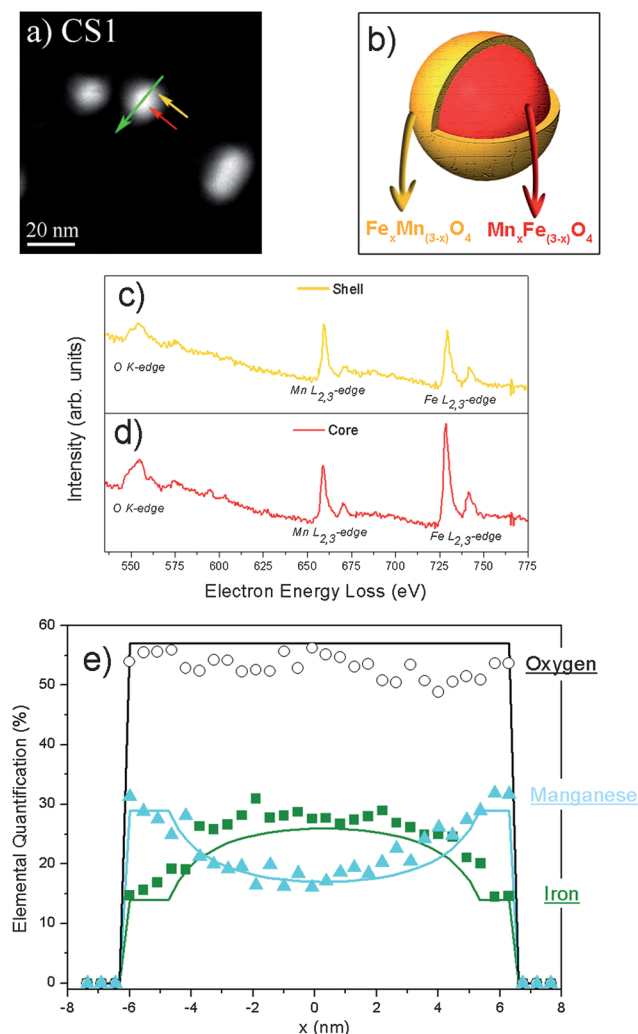 a) CS1
20 nm
b)
FeₓMn₍₃₋ₓ₎O₄
MnₓFe₍₃₋ₓ₎O₄
c)
Shell
O K-edge
Mn L₂,₃-edge
Fe L₂,₃-edge
d)
Core
O K-edge
Mn L₂,₃-edge
Fe L₂,₃-edge
Intensity (arb. units)
550 575 600 625 650 675 700 725 750 775
Electron Energy Loss (eV)
e)
60
50
40
30
20
10
0
Elemental Quantification (%)
Oxygen
Manganese
Iron
-8 -6 -4 -2 0 2 4 6 8
x (nm)